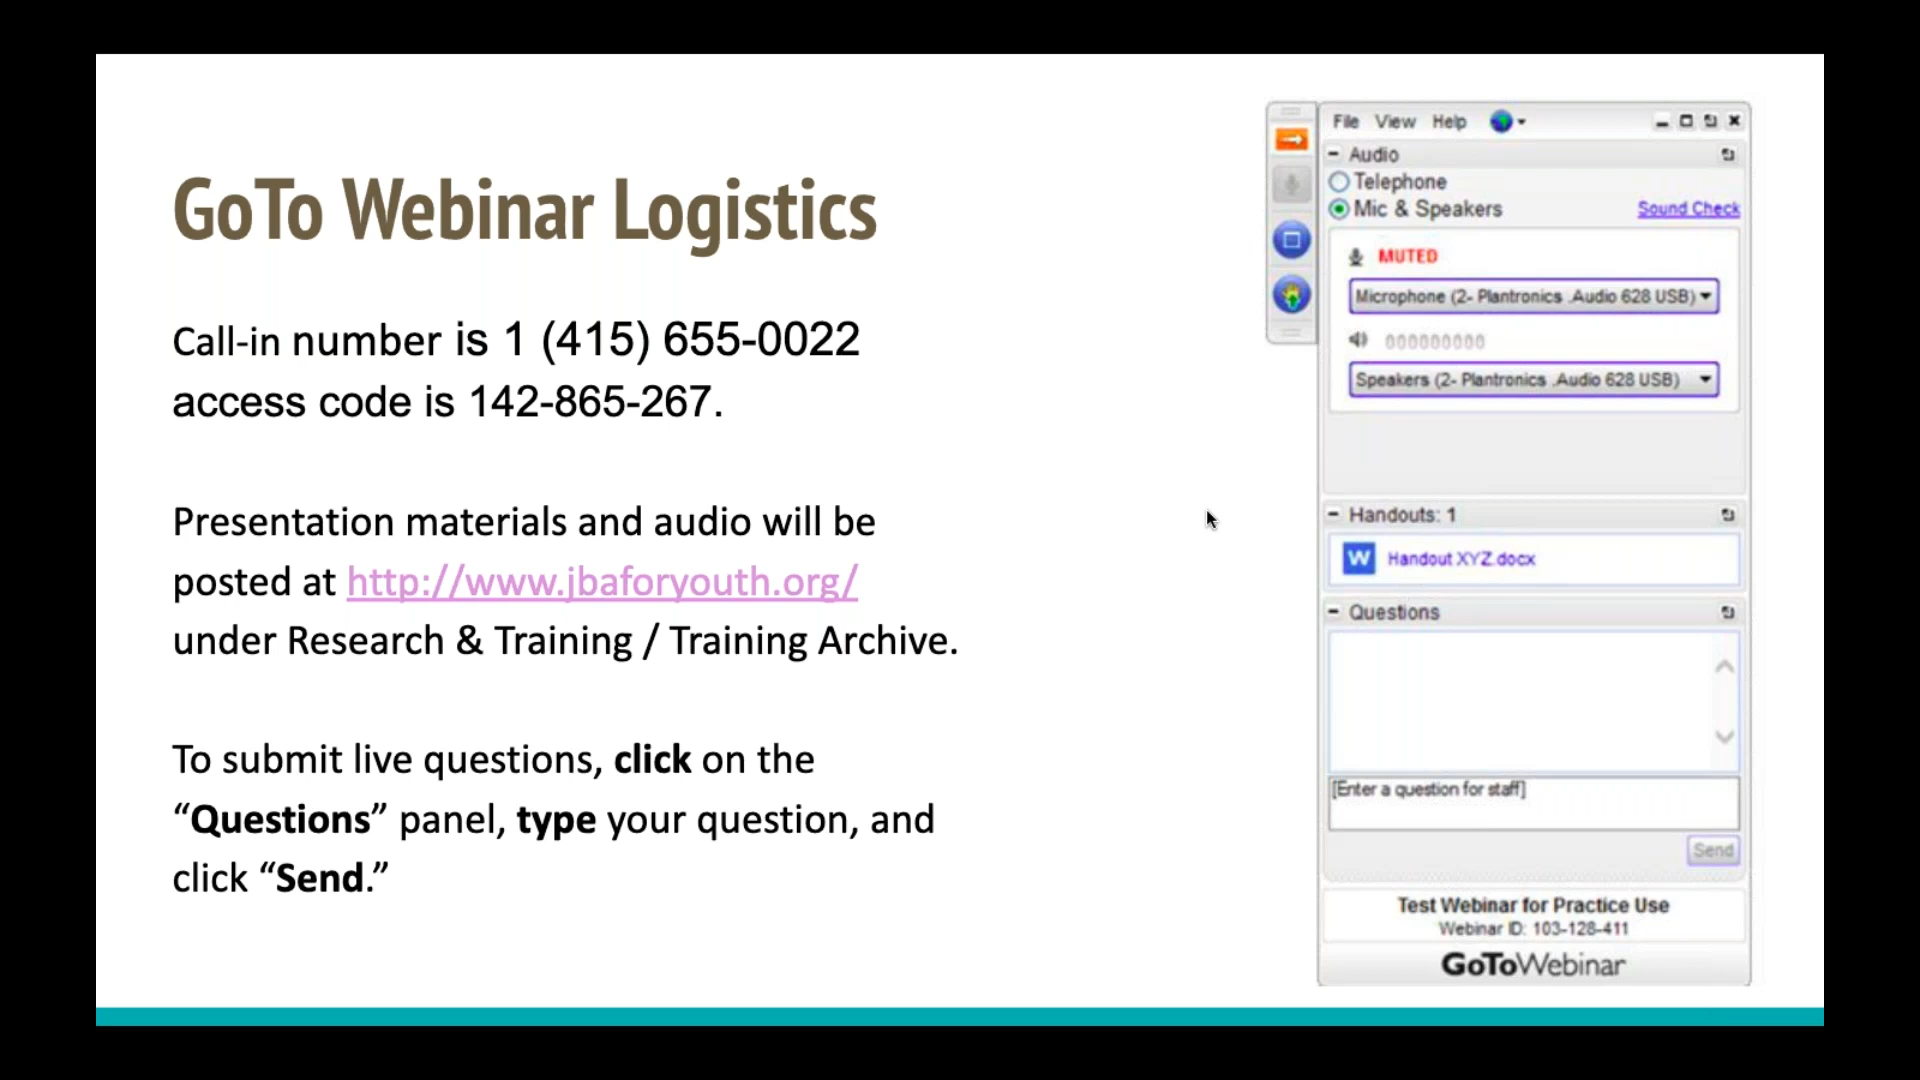 GoTo Webinar Logistics
Call-in number is 1 (415) 655-0022
access code is 142-865-267.
Presentation materials and audio will be
posted at http://www.jbaforyouth.org/
under Research & Training / Training Archive.
To submit live questions, click on the
“Questions” panel, type your question, and
click “Send.”
File View Help
Audio
Telephone
Mic & Speakers Sound Check
MUTED
Microphone (2- Plantronics .Audio 628 USB)
000000000
Speakers (2- Plantronics .Audio 628 USB)
Handouts: 1
W Handout XYZ.docx
Questions
[Enter a question for staff]
Send
Test Webinar for Practice Use
Webinar ID: 103-128-411
GoToWebinar